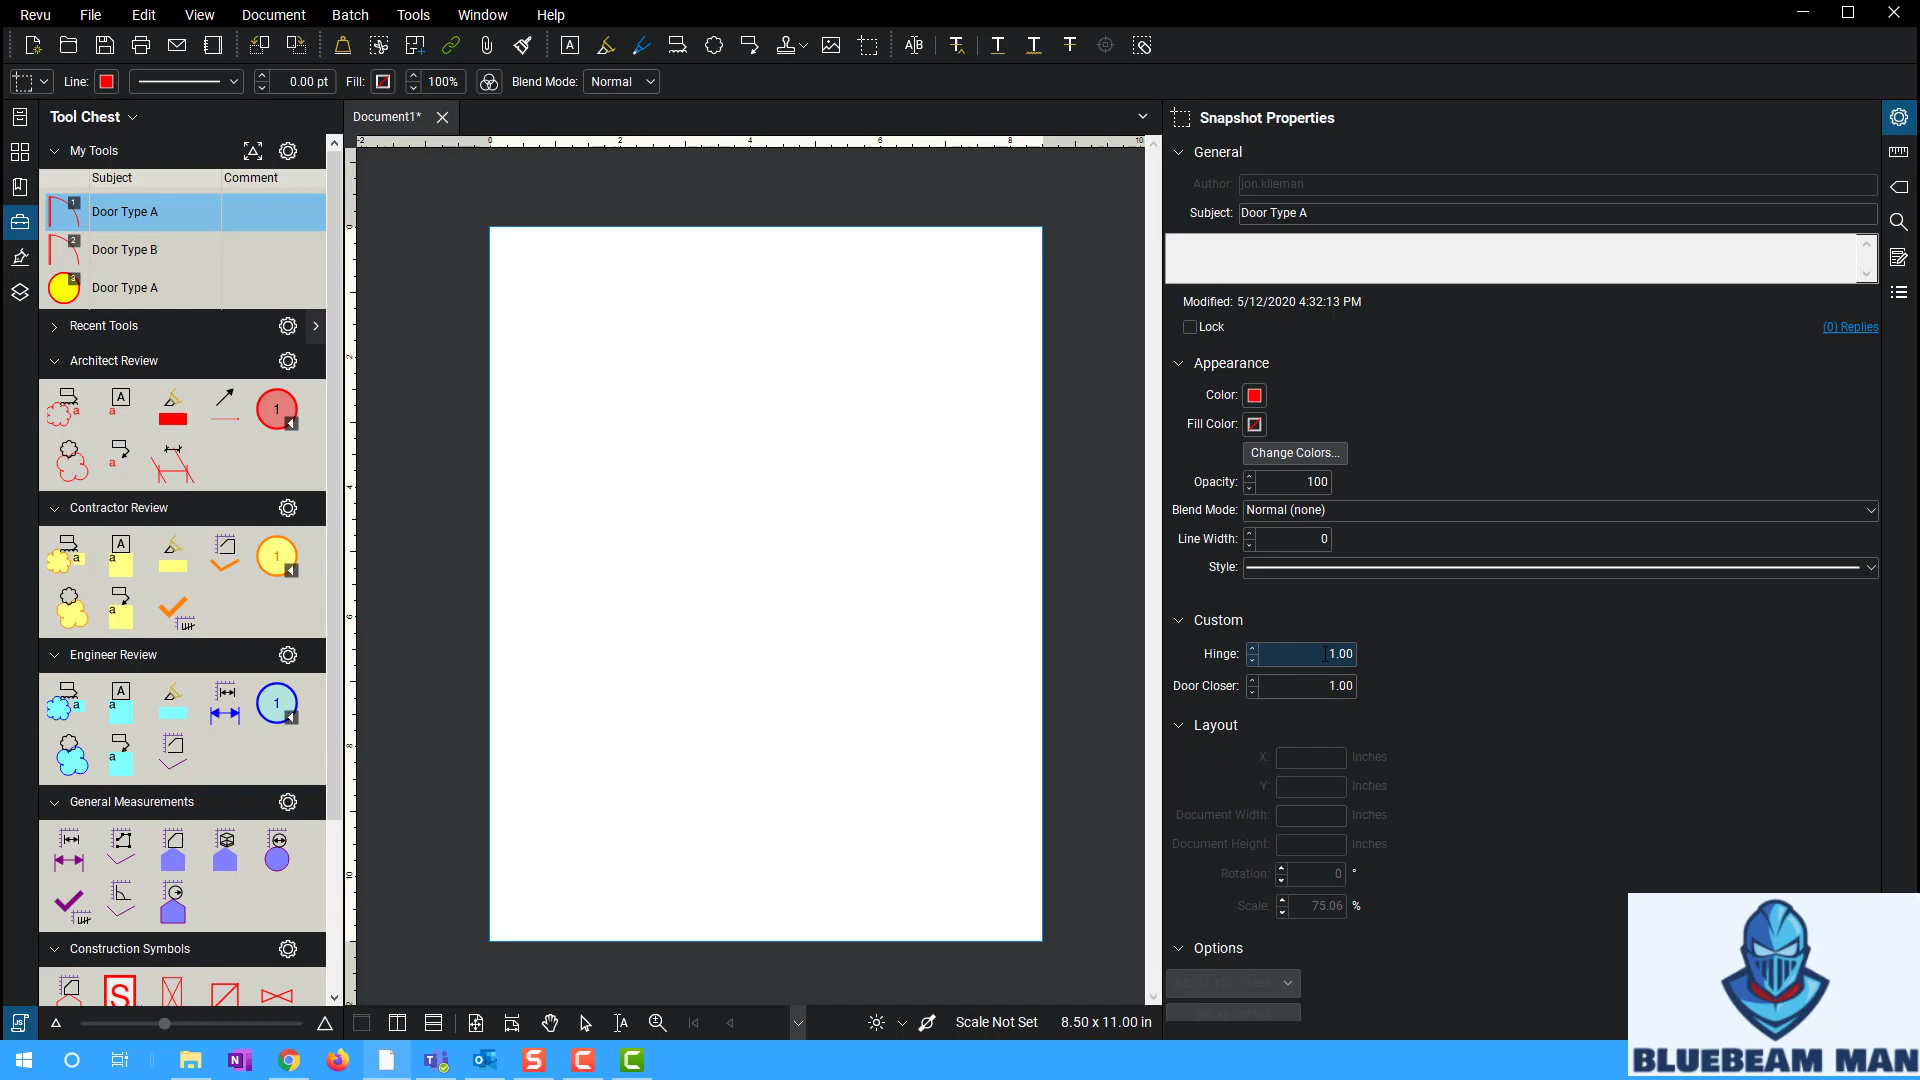 Revu File Edit View Document Batch Tools Window Help
Line: 0.00 pt Fill: 100% Blend Mode: Normal
Tool Chest
Document1*
Snapshot Properties
My Tools
General
Subject Comment
Author: jon.klieman
1 Door Type A
Subject: Door Type A
2 Door Type B
3 Door Type A
Modified: 5/12/2020 4:32:13 PM
Recent Tools
Lock
(0) Replies
Architect Review
Appearance
Color:
Fill Color:
Change Colors...
Opacity: 100
Contractor Review
Blend Mode: Normal (none)
Line Width: 0
Style:
Custom
Engineer Review
Hinge: 1.00
Door Closer: 1.00
Layout
X: Inches
Y: Inches
General Measurements
Document Width: Inches
Document Height: Inches
Rotation: 0 °
Scale: 75.06 %
Construction Symbols
Options
S
Scale Not Set 8.50 x 11.00 in
BLUEBEAM MAN